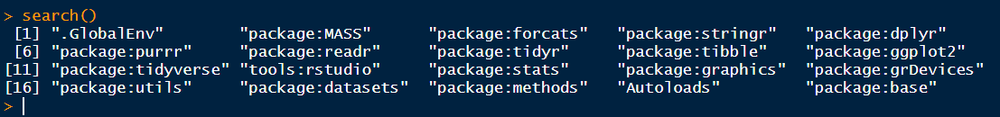 > search()
 [1] ".GlobalEnv"        "package:MASS"      "package:forcats"   "package:stringr"   "package:dplyr"
 [6] "package:purrr"     "package:readr"     "package:tidyr"     "package:tibble"    "package:ggplot2"
[11] "package:tidyverse" "tools:rstudio"     "package:stats"     "package:graphics"  "package:grDevices"
[16] "package:utils"     "package:datasets"  "package:methods"   "Autoloads"         "package:base"
>